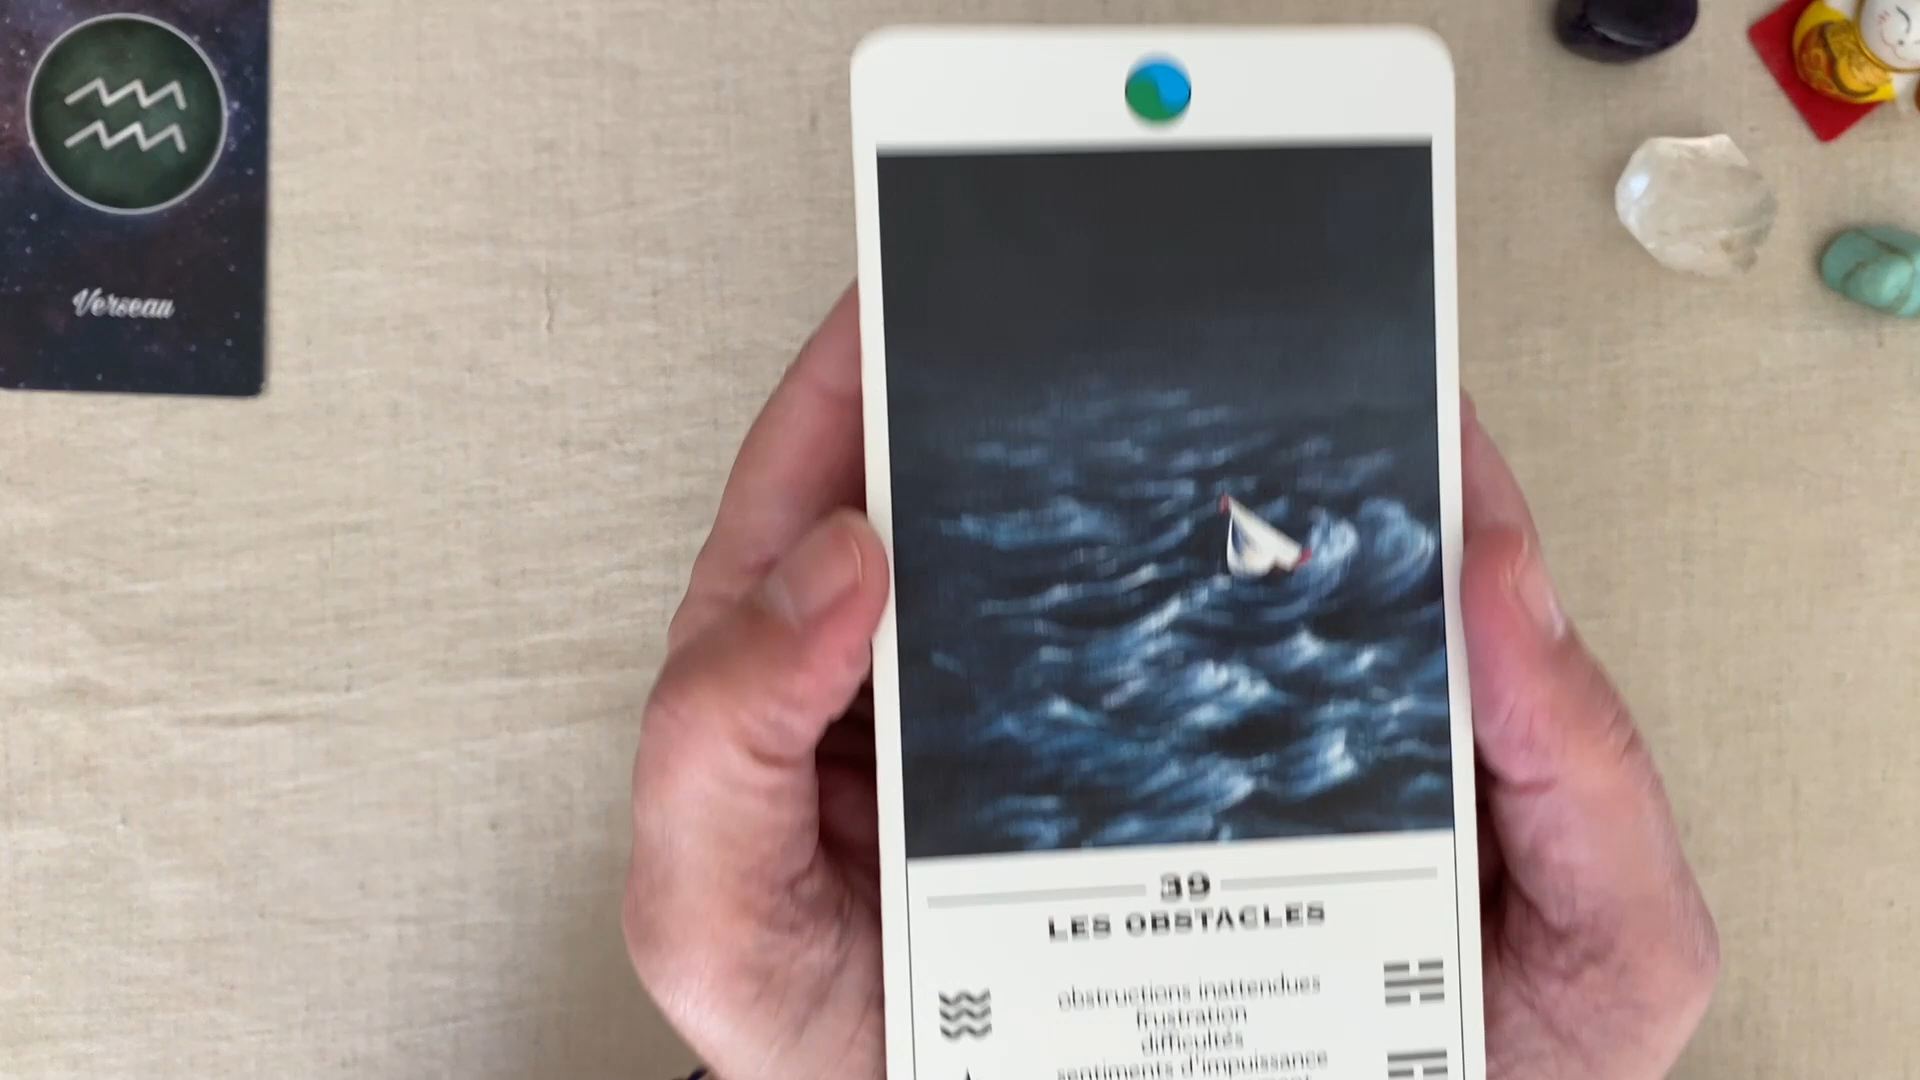 Verseau
39
LES OBSTACLES
obstructions inattendues
frustration
difficultés
sentiments d'impuissance